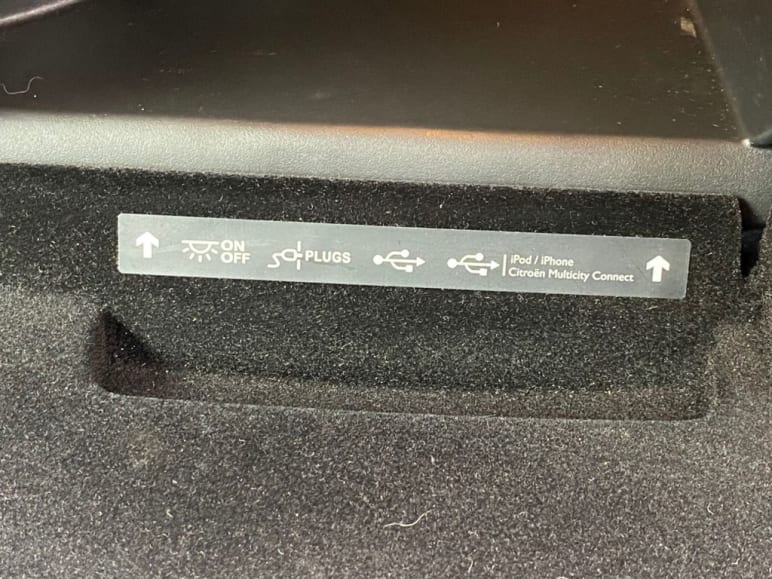 ON
OFF
PLUGS
iPod / iPhone
Citroën Multicity Connect